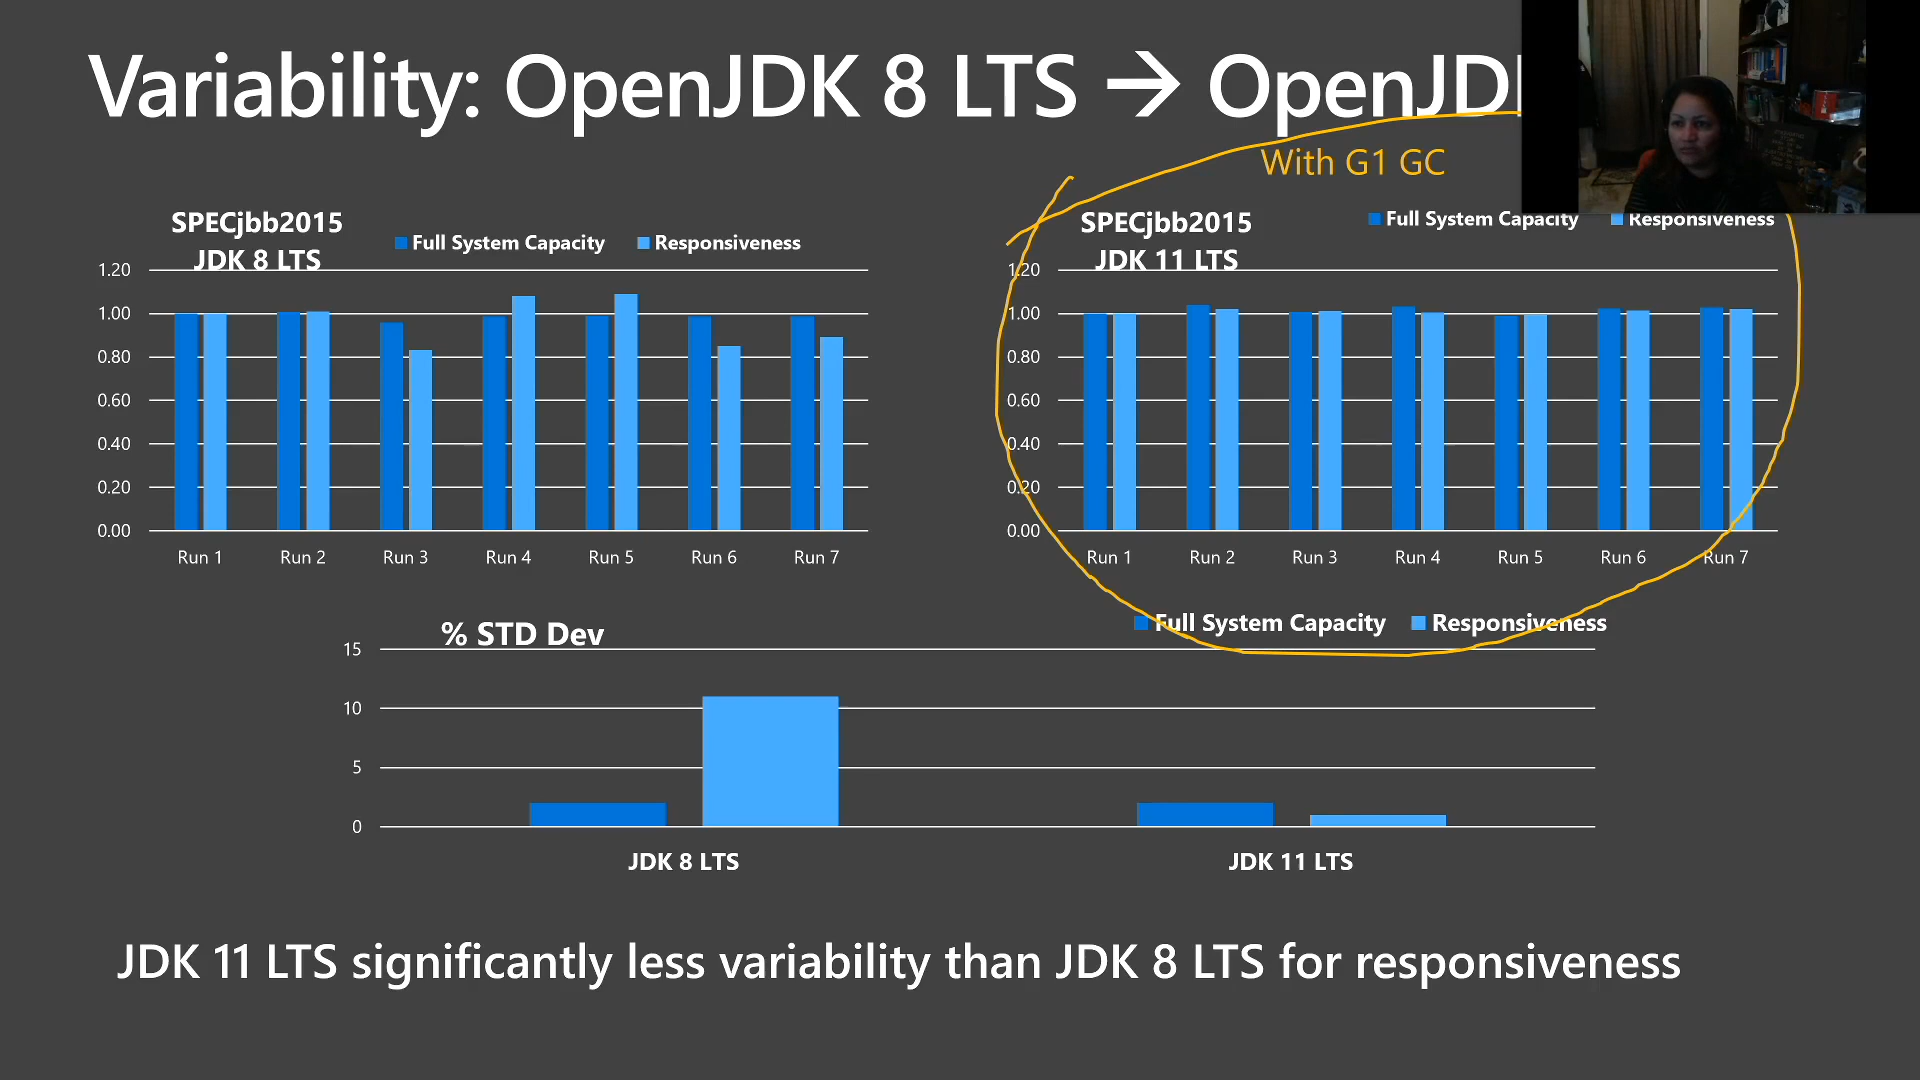 Variability: OpenJDK 8 LTS → OpenJD
With G1 GC
SPECjbb2015
JDK 8 LTS
Full System Capacity Responsiveness
1.20
1.00
0.80
0.60
0.40
0.20
0.00
Run 1 Run 2 Run 3 Run 4 Run 5 Run 6 Run 7
SPECjbb2015
JDK 11 LTS
Full System Capacity Responsiveness
1.20
1.00
0.80
0.60
0.40
0.20
0.00
Run 1 Run 2 Run 3 Run 4 Run 5 Run 6 Run 7
% STD Dev
Full System Capacity Responsiveness
15
10
5
0
JDK 8 LTS JDK 11 LTS
JDK 11 LTS significantly less variability than JDK 8 LTS for responsiveness